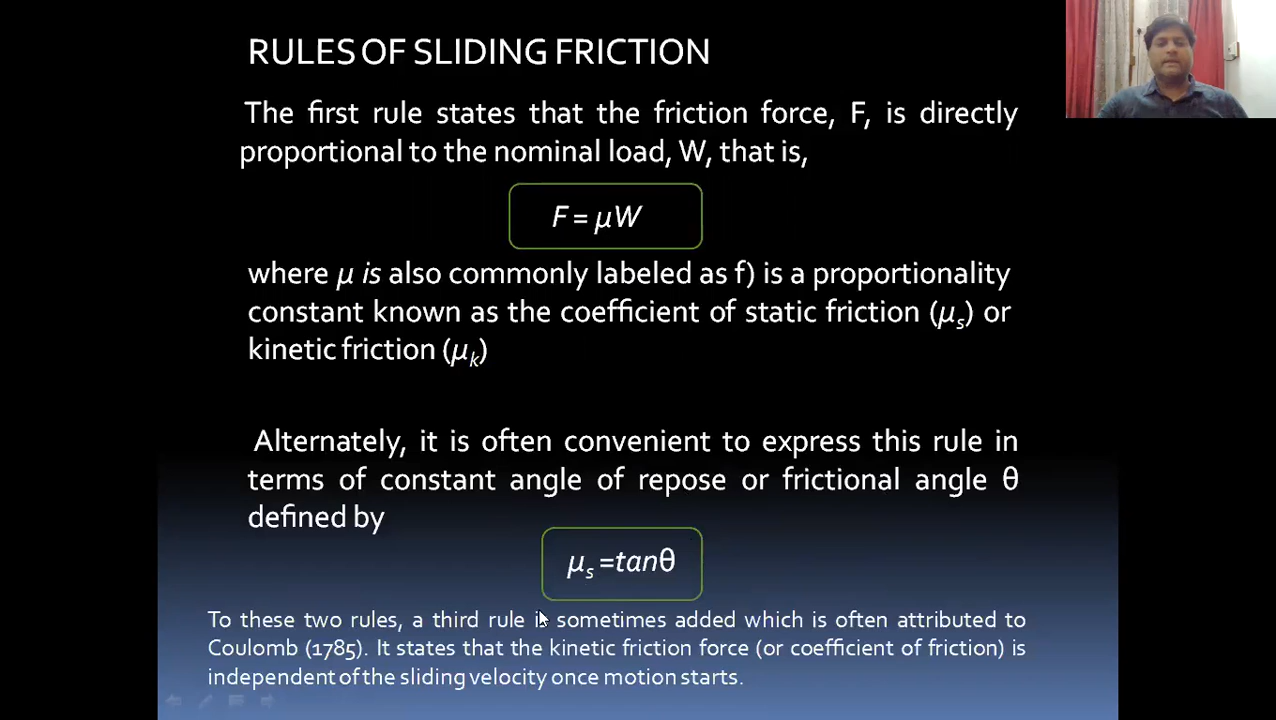 RULES OF SLIDING FRICTION
The first rule states that the friction force, F, is directly
proportional to the nominal load, W, that is,
F = μW
where μ is also commonly labeled as f) is a proportionality
constant known as the coefficient of static friction (μs) or
kinetic friction (μk)
Alternately, it is often convenient to express this rule in
terms of constant angle of repose or frictional angle θ
defined by
μs =tanθ
To these two rules, a third rule is sometimes added which is often attributed to
Coulomb (1785). It states that the kinetic friction force (or coefficient of friction) is
independent of the sliding velocity once motion starts.